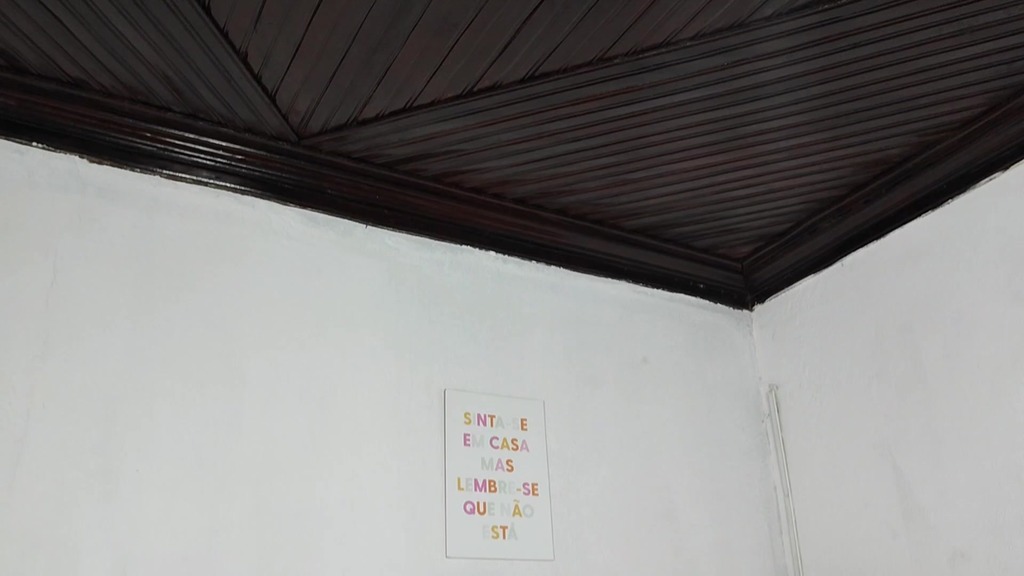 SINTA-SE
EM CASA
MAS
LEMBRE-SE
QUE NÃO
ESTÁ